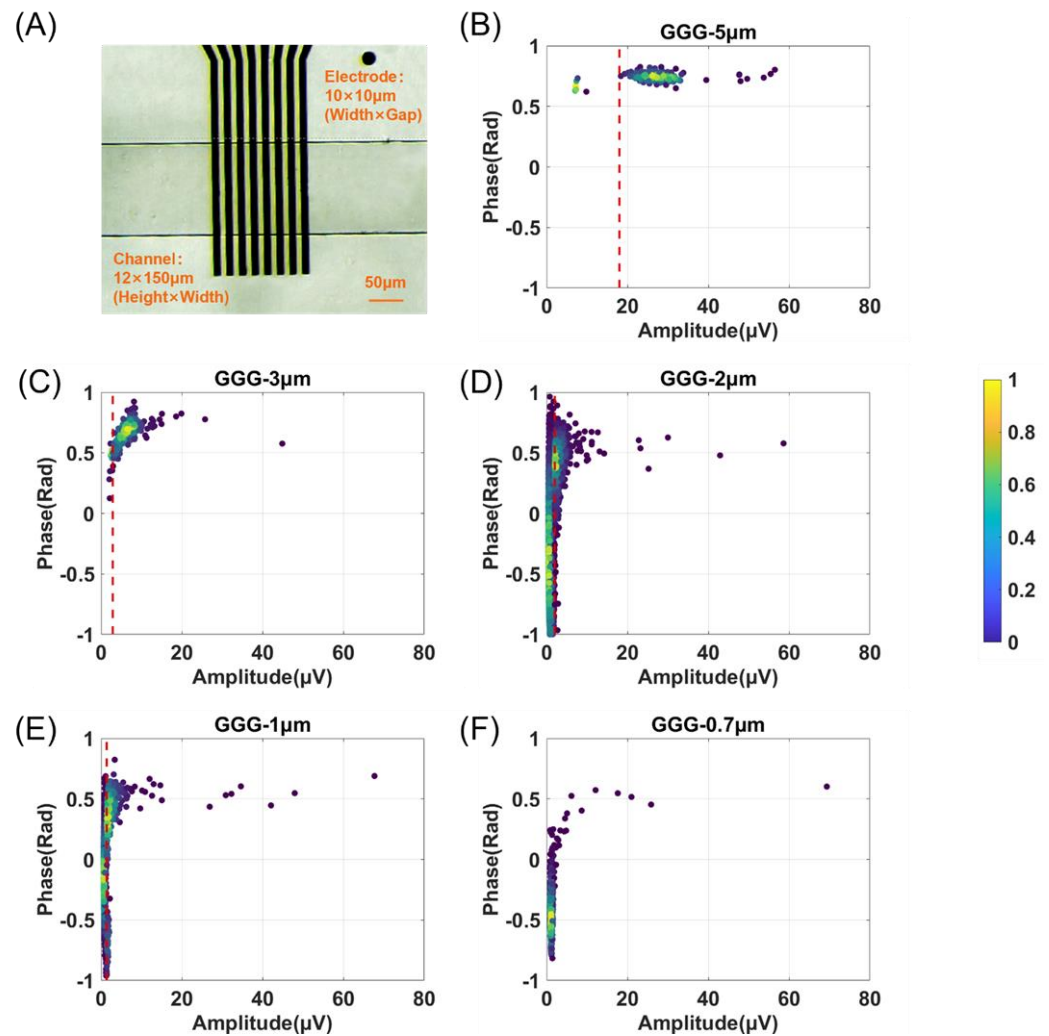 (A)
Electrode:
10×10μm
(Width×Gap)
Channel:
12×150μm
(Height×Width)
50μm
(B)
GGG-5μm
1
0.5
0
-0.5
-1
Phase(Rad)
0 20 40 60 80
Amplitude(μV)
(C)
GGG-3μm
1
0.5
0
-0.5
-1
Phase(Rad)
0 20 40 60 80
Amplitude(μV)
(D)
GGG-2μm
1
0.5
0
-0.5
-1
Phase(Rad)
0 20 40 60 80
Amplitude(μV)
1
0.8
0.6
0.4
0.2
0
(E)
GGG-1μm
1
0.5
0
-0.5
-1
Phase(Rad)
0 20 40 60 80
Amplitude(μV)
(F)
GGG-0.7μm
1
0.5
0
-0.5
-1
Phase(Rad)
0 20 40 60 80
Amplitude(μV)